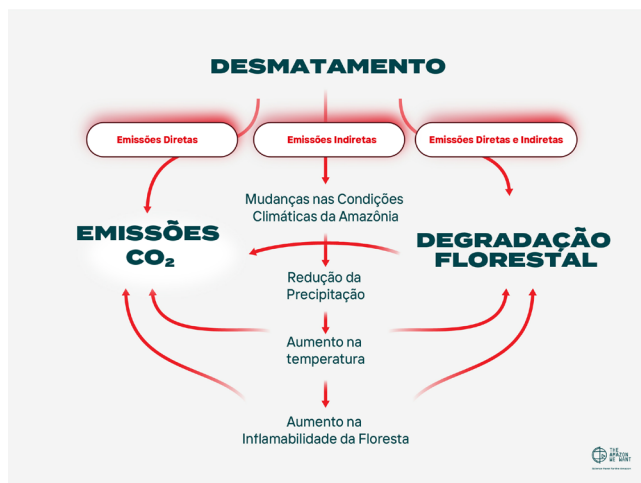 DESMATAMENTO
Emissões Diretas
Emissões Indiretas
Emissões Diretas e Indiretas
Mudanças nas Condições
Climáticas da Amazônia
EMISSÕES
CO₂
DEGRADAÇÃO
FLORESTAL
Redução da
Precipitação
Aumento na
temperatura
Aumento na
Inflamabilidade da Floresta
THE
AMAZON
WE WANT